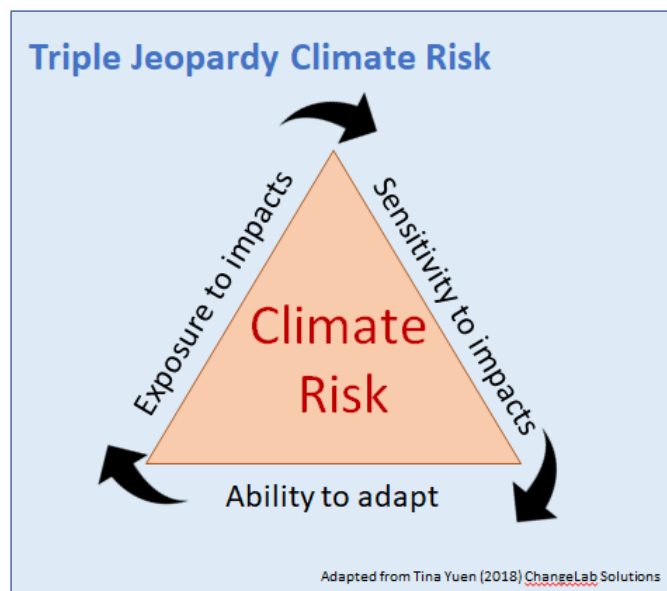 Triple Jeopardy Climate Risk
Exposure to impacts
Sensitivity to impacts
Climate
Risk
Ability to adapt
Adapted from Tina Yuen (2018) ChangeLab Solutions